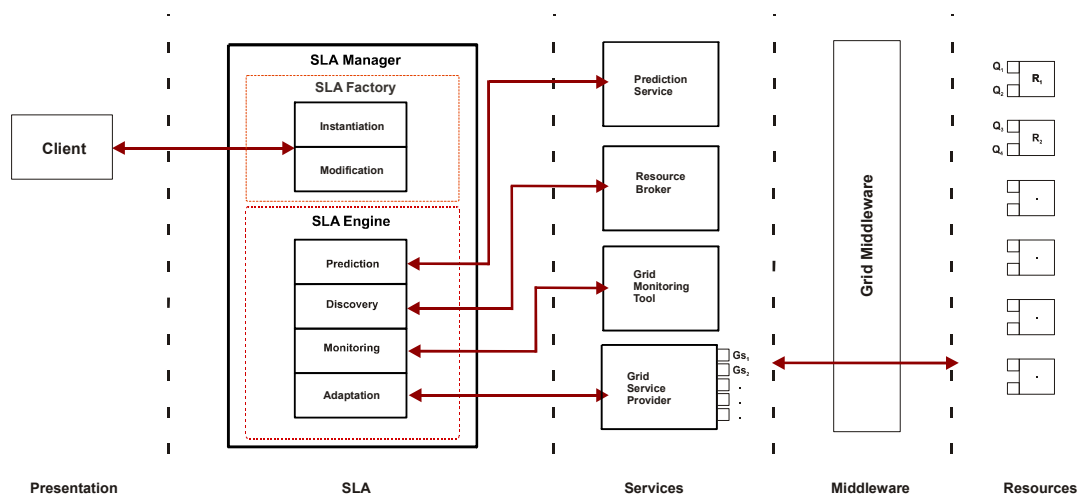 SLA Manager
SLA Factory
Instantiation
Modification
Client
SLA Engine
Prediction
Discovery
Monitoring
Adaptation
Prediction
Service
Resource
Broker
Grid
Monitoring
Tool
Grid
Service
Provider
Gs1
Gs2
.
.
.
Grid Middleware
Q1
Q2
R1
Q3
Q4
R2
.
.
.
.
Presentation
SLA
Services
Middleware
Resources